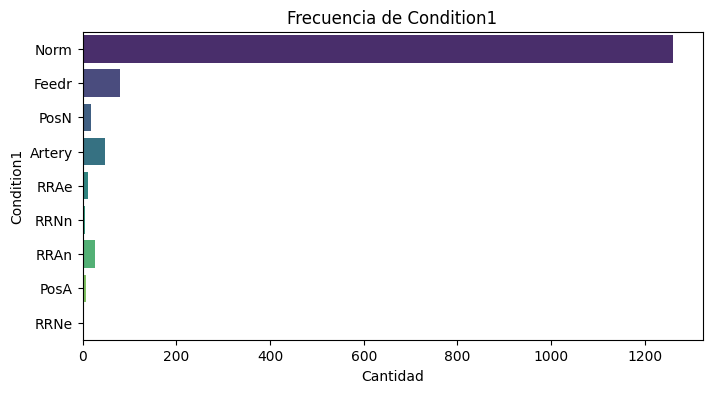 Frecuencia de Condition1
Condition1
Norm
Feedr
PosN
Artery
RRAe
RRNn
RRAn
PosA
RRNe
0 200 400 600 800 1000 1200
Cantidad